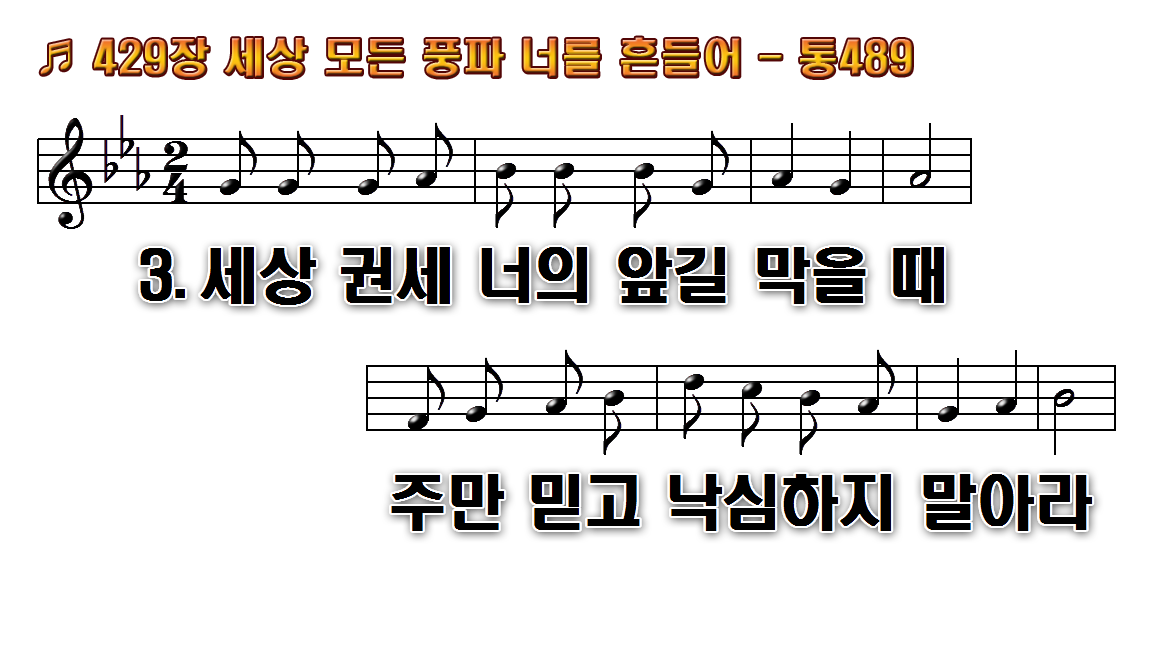 ♬ 429장 세상 모든 풍파 너를 흔들어 - 통489
2
4
3. 세상 권세 너의 앞길 막을 때
주만 믿고 낙심하지 말아라